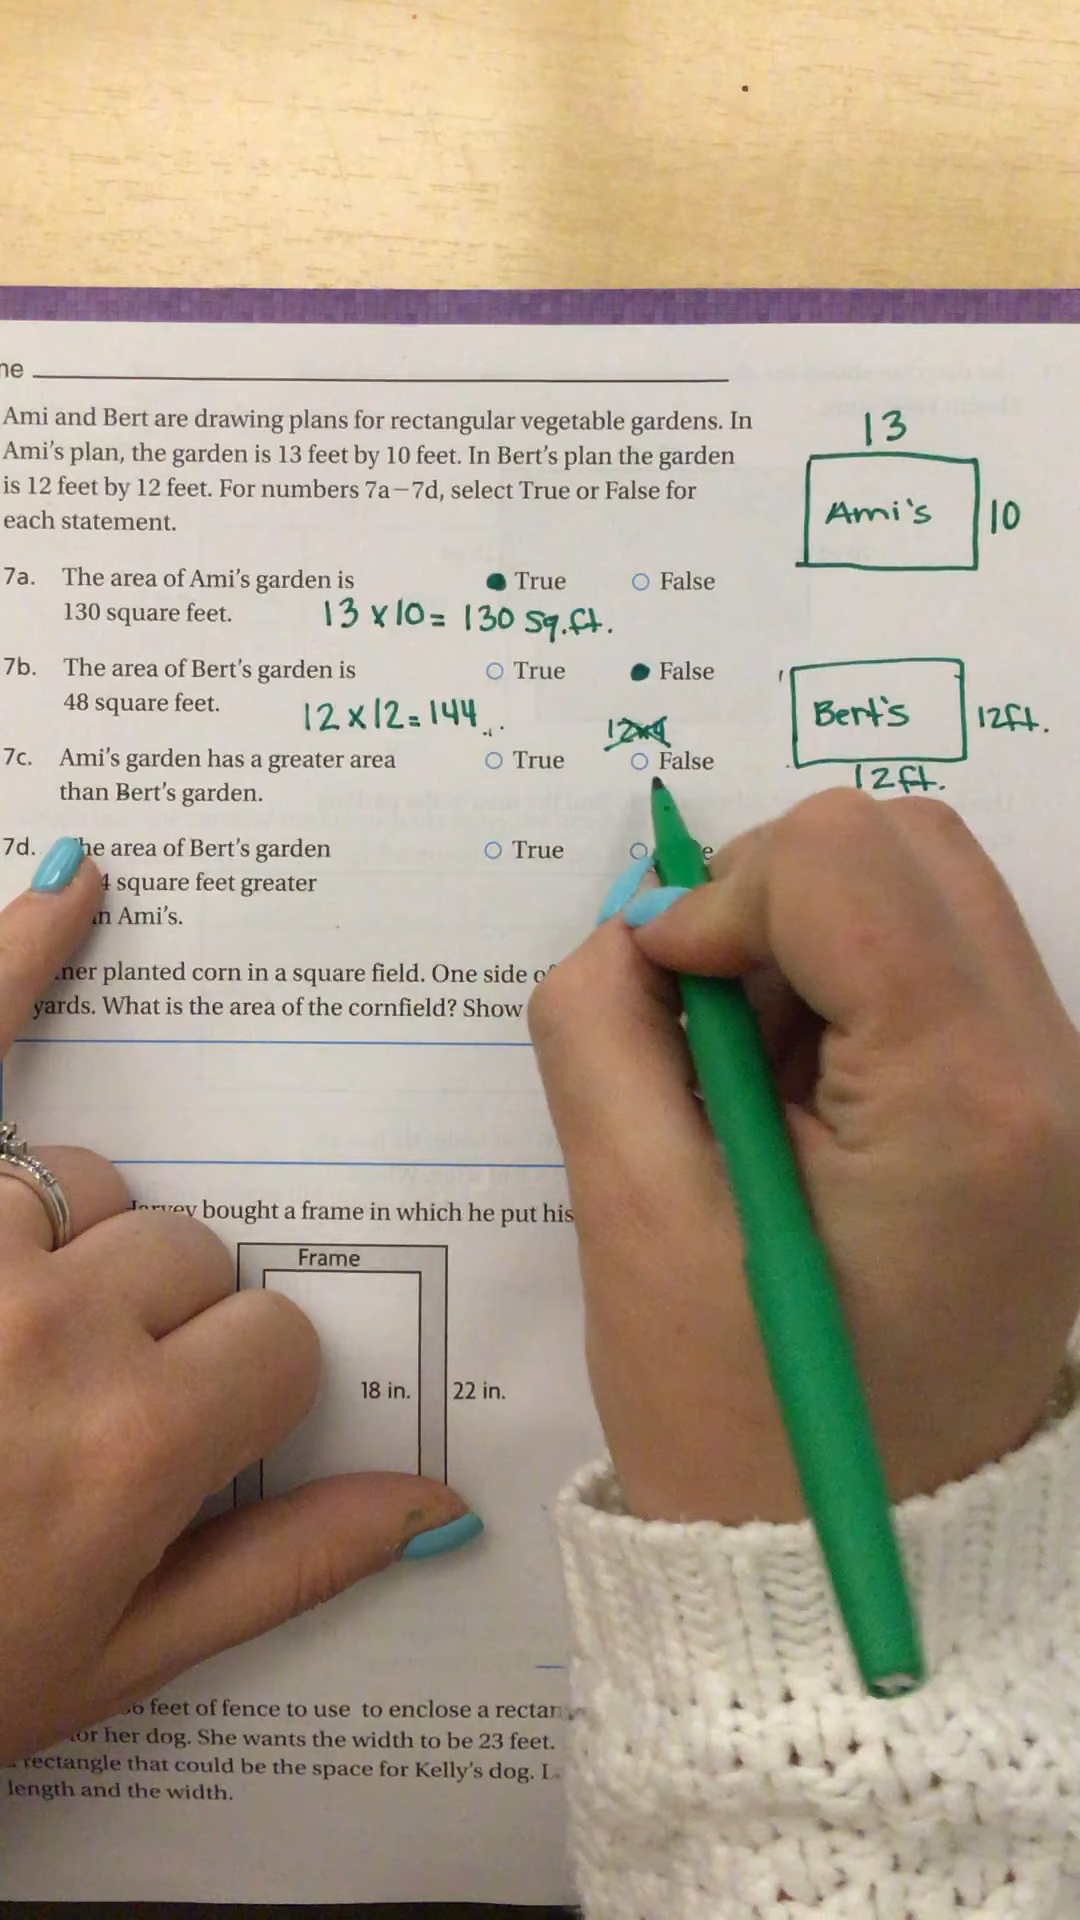 Ami and Bert are drawing plans for rectangular vegetable gardens. In
Ami's plan, the garden is 13 feet by 10 feet. In Bert's plan the garden
is 12 feet by 12 feet. For numbers 7a–7d, select True or False for
each statement.
13
Ami's 10
7a. The area of Ami's garden is True False
130 square feet. 13 x 10 = 130 sq.ft.
7b. The area of Bert's garden is True False
48 square feet. 12 x 12 = 144
Bert's 12ft.
12ft.
7c. Ami's garden has a greater area True False
than Bert's garden.
7d. area of Bert's garden True
square feet greater
Ami's.
planted corn in a square field. One side
yards. What is the area of the cornfield? Show
bought a frame in which he put his
Frame
18 in. 22 in.
feet of fence to use to enclose a
her dog. She wants the width to be 23 feet.
rectangle that could be the space for Kelly's dog.
length and the width.